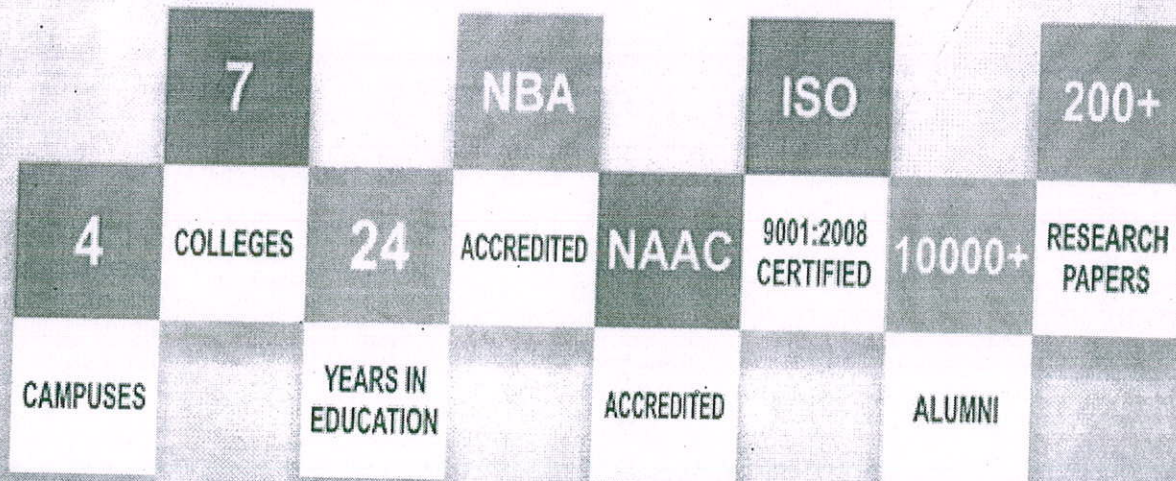 4
CAMPUSES
7
COLLEGES
24
YEARS IN
EDUCATION
NBA
ACCREDITED
NAAC
ACCREDITED
ISO
9001:2008
CERTIFIED
10000+
ALUMNI
200+
RESEARCH
PAPERS